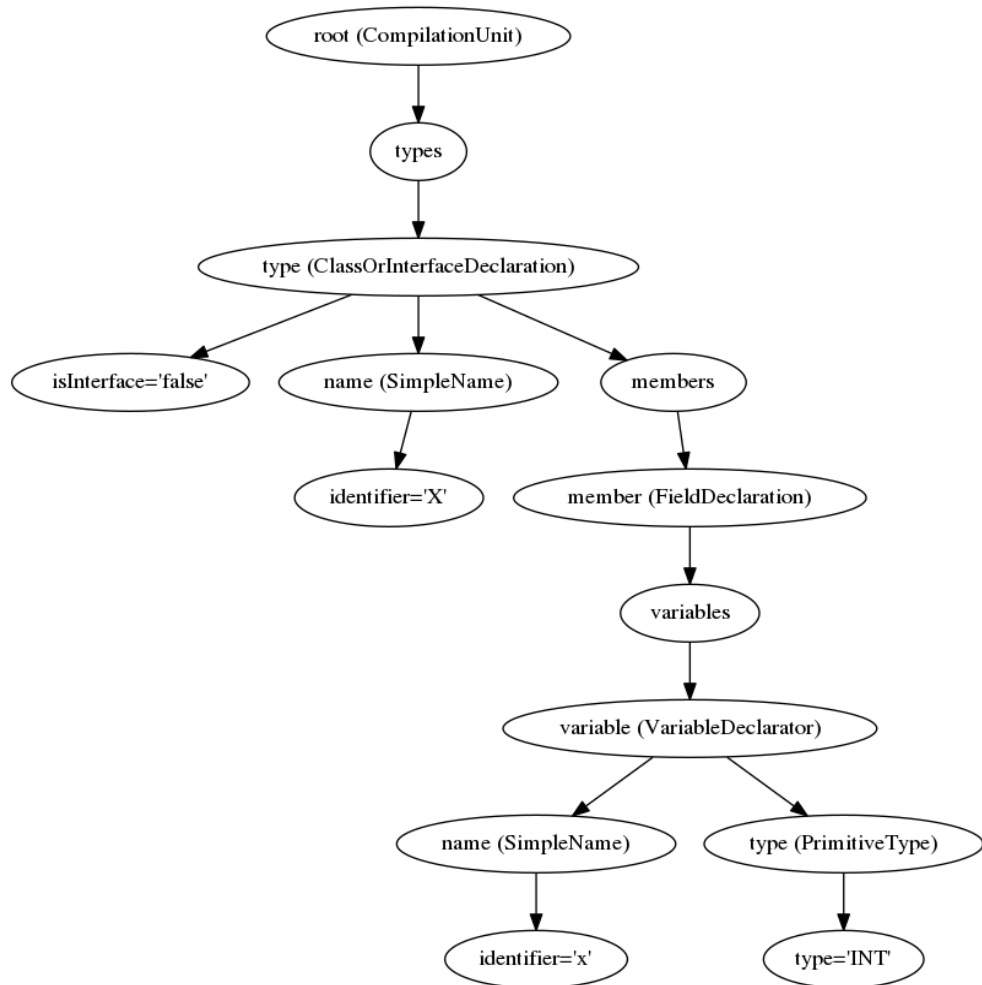 root (CompilationUnit)
types
type (ClassOrInterfaceDeclaration)
isInterface='false'
name (SimpleName)
members
identifier='X'
member (FieldDeclaration)
variables
variable (VariableDeclarator)
name (SimpleName)
type (PrimitiveType)
identifier='x'
type='INT'